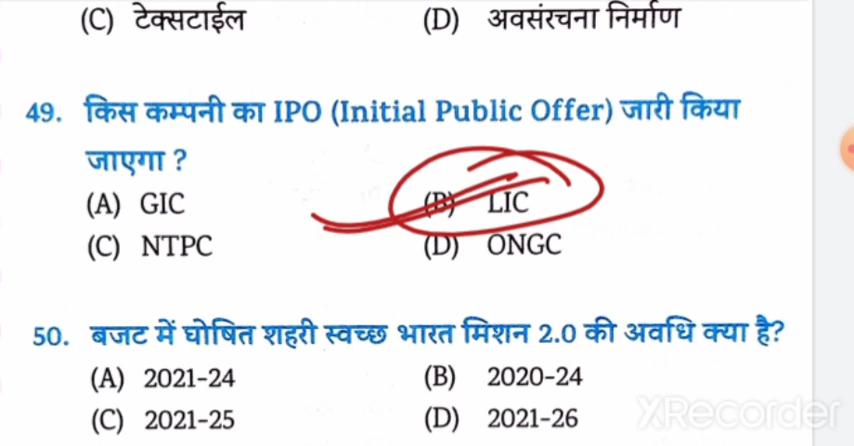 (C) टेक्सटाईल (D) अवसंरचना निर्माण
49. किस कम्पनी का IPO (Initial Public Offer) जारी किया
जाएगा ?
(A) GIC (B) LIC
(C) NTPC (D) ONGC
50. बजट में घोषित शहरी स्वच्छ भारत मिशन 2.0 की अवधि क्या है?
(A) 2021-24 (B) 2020-24
(C) 2021-25 (D) 2021-26
XRecorder